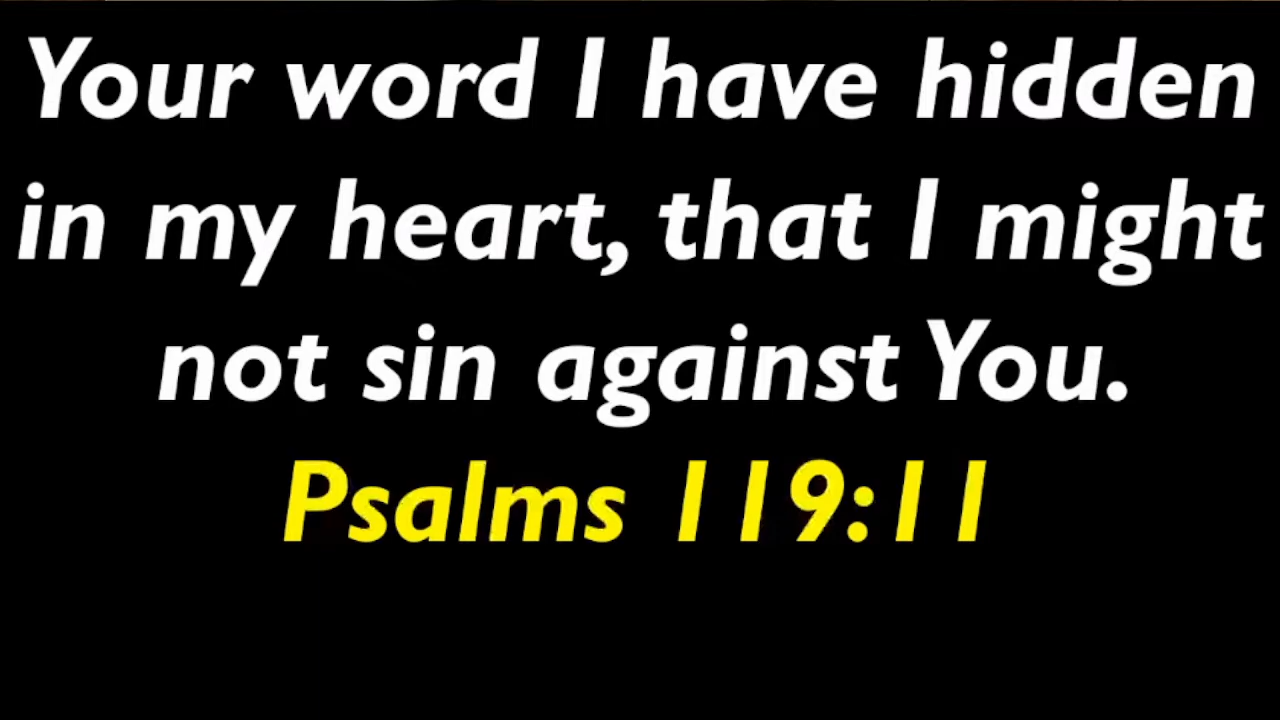 Your word I have hidden
in my heart, that I might
not sin against You.
Psalms 119:11